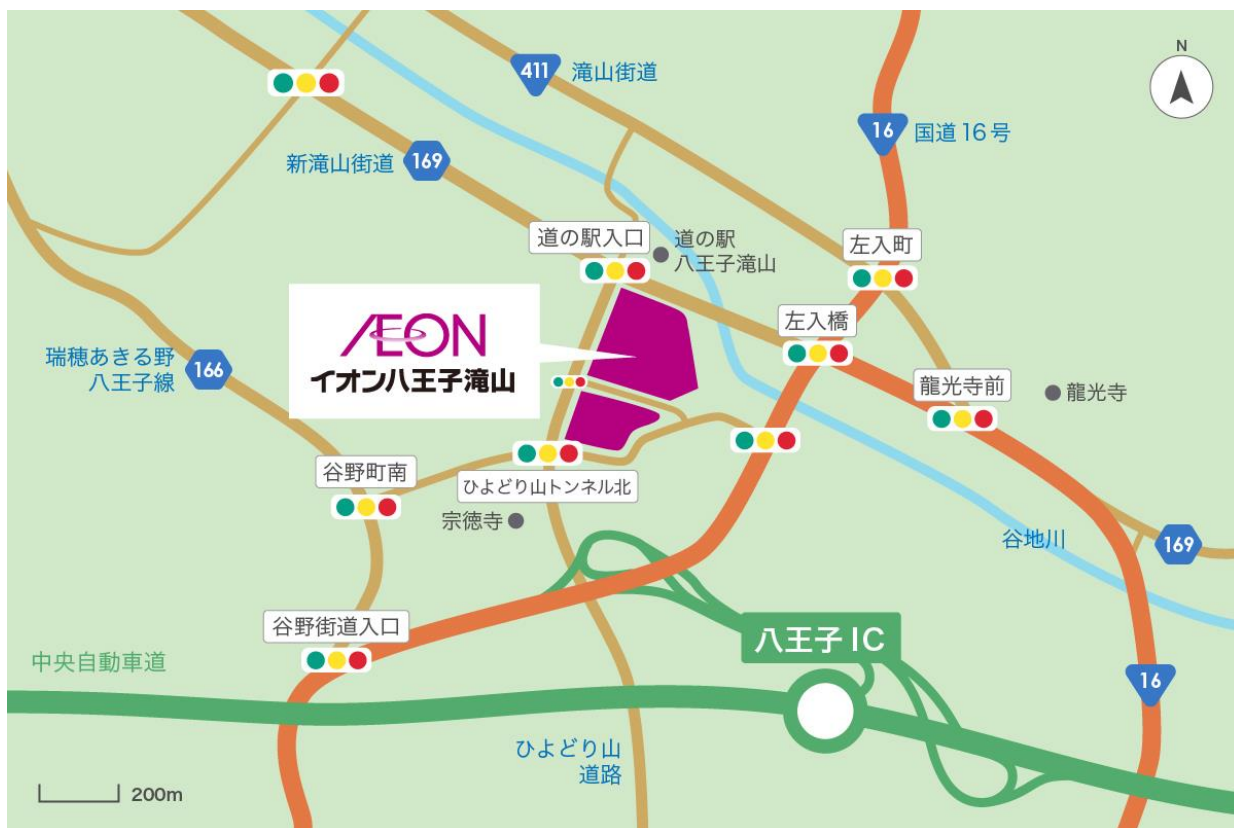 N
411
滝山街道
16
国道16号
新滝山街道
169
道の駅入口
道の駅
八王子滝山
左入町
ÆON
イオン八王子滝山
左入橋
瑞穂あきる野
八王子線
166
龍光寺前
龍光寺
谷野町南
ひよどり山トンネル北
宗徳寺
谷地川
169
谷野街道入口
八王子IC
中央自動車道
16
ひよどり山
道路
200m